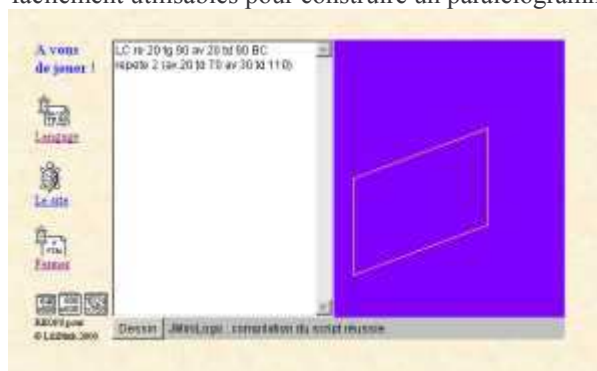 facilement utilisables pour construire un parallélogramme
A vous
de jouer !
LC re 20 tg 90 av 20 td 90 BC
repete 2 (av 20 td 70 av 30 td 110)
Langage
Le site
Fermer
Dessin
JMiniLogo : compilation du script réussie